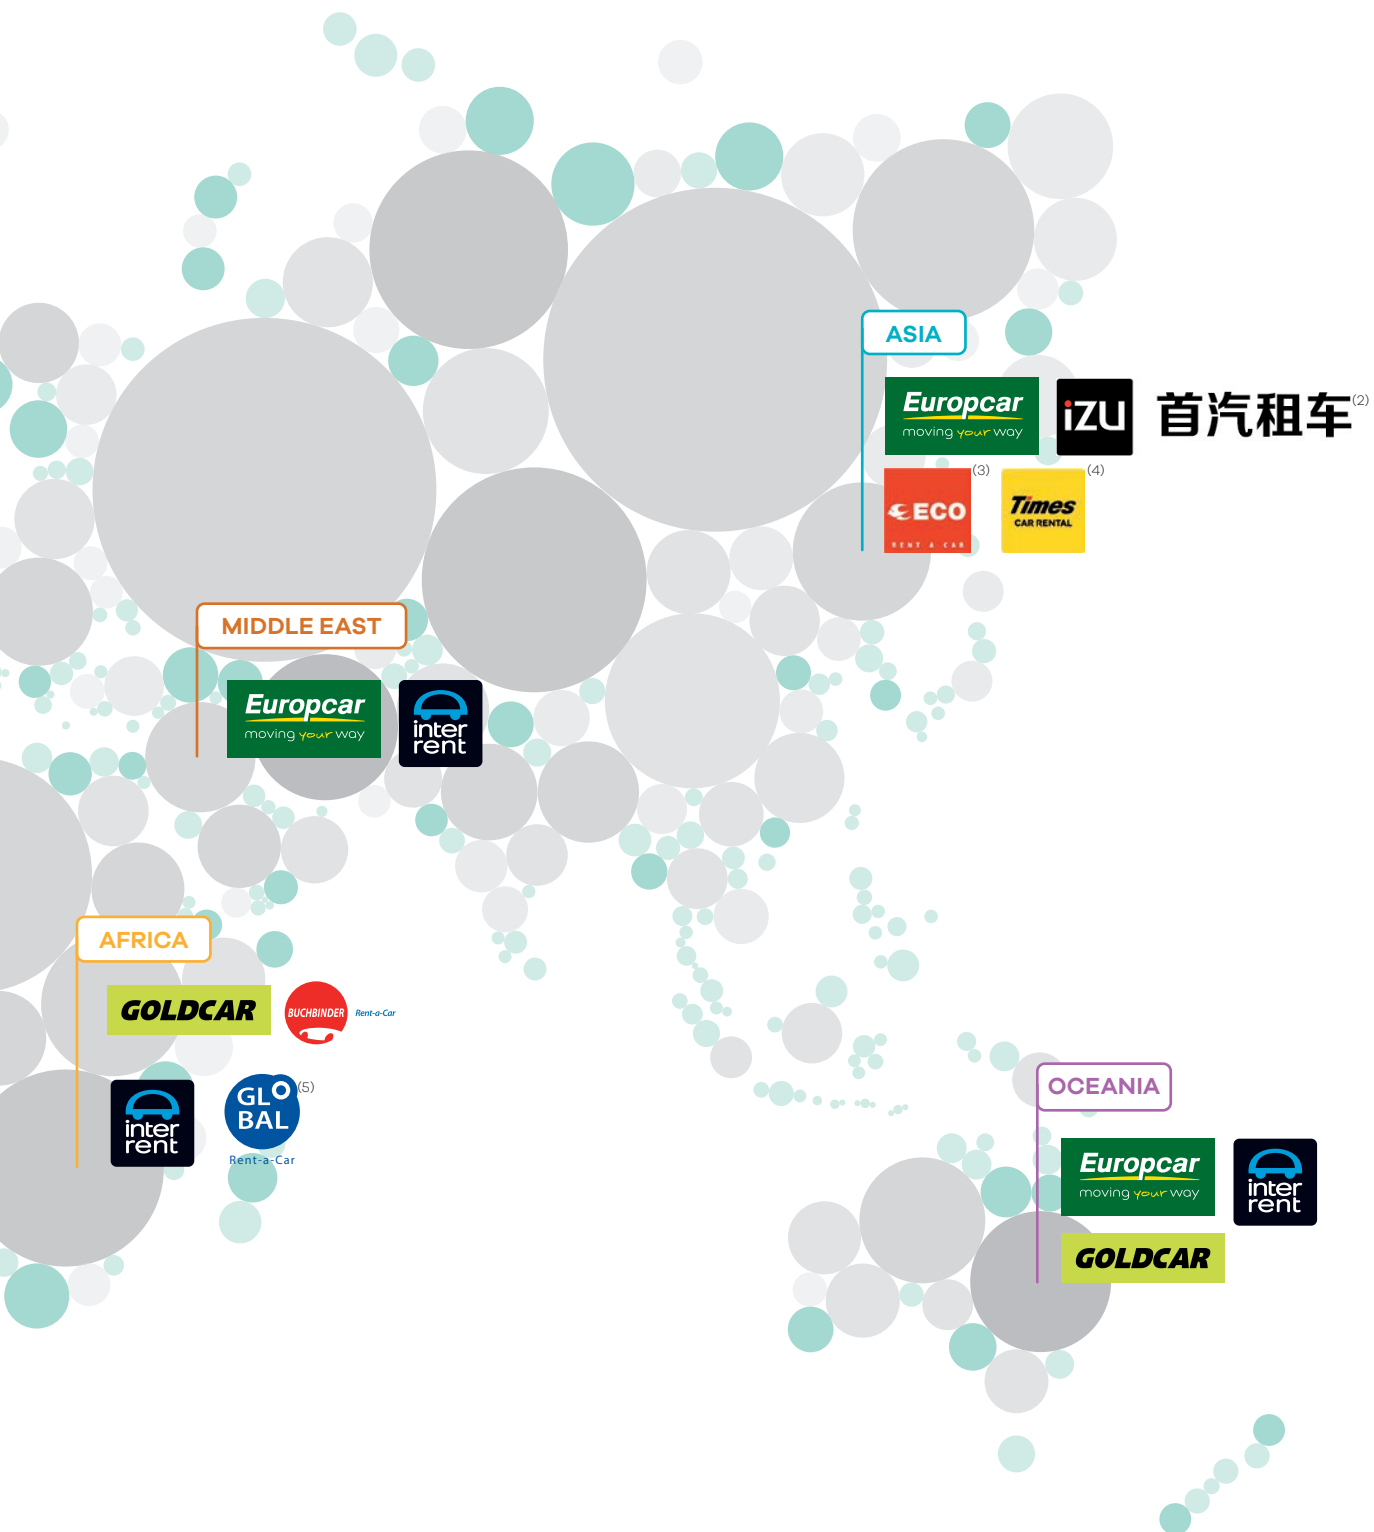 ASIA
Europcar
moving your way
iZU
首汽租车(2)
ECO
RENT A CAR
(3)
Times
CAR RENTAL
(4)
MIDDLE EAST
Europcar
moving your way
inter
rent
AFRICA
GOLDCAR
BUCHBINDER Rent-a-Car
inter
rent
GLOBAL
Rent-a-Car
(5)
OCEANIA
Europcar
moving your way
inter
rent
GOLDCAR